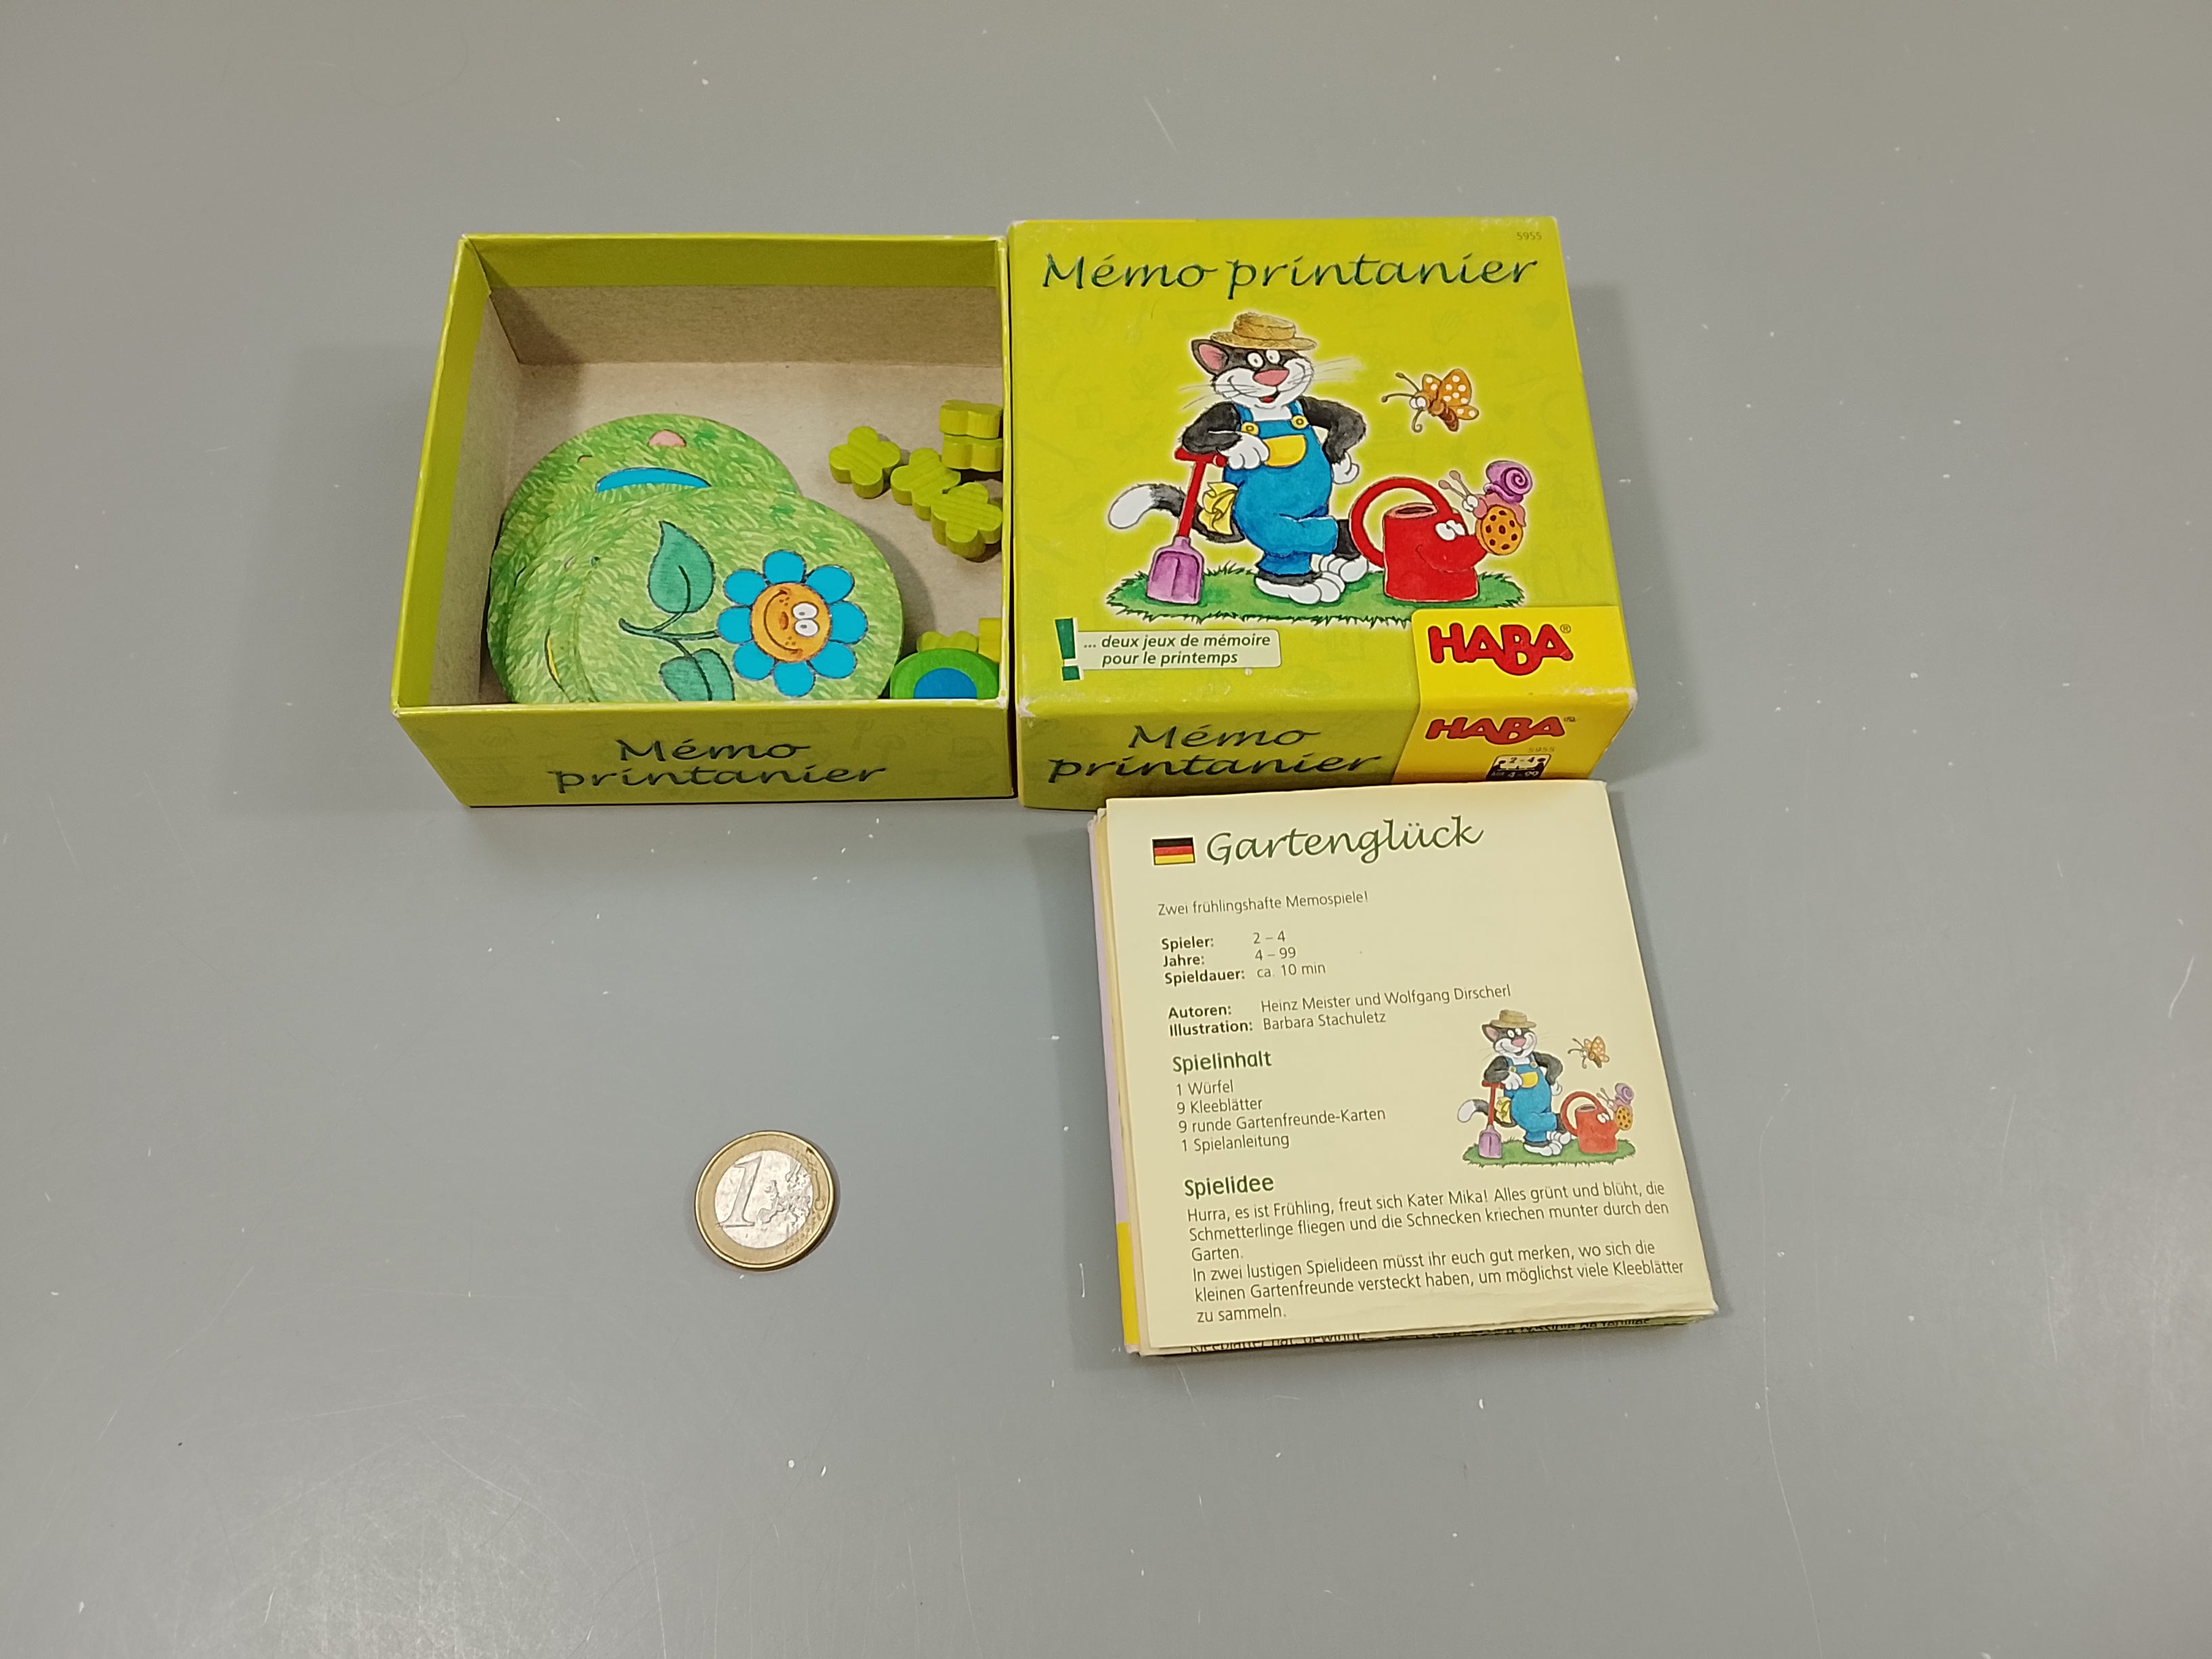 5955
Mémo printanier
... deux jeux de mémoire
pour le printemps
HABA®
Mémo
printanier
Mémo
printanier
HABA
5955
2 - 4
4 - 99
Gartenglück
Zwei frühlingshafte Memospiele!
Spieler: 2 – 4
Jahre: 4 – 99
Spieldauer: ca. 10 min
Autoren: Heinz Meister und Wolfgang Dirscherl
Illustration: Barbara Stachuletz
Spielinhalt
1 Würfel
9 Kleeblätter
9 runde Gartenfreunde-Karten
1 Spielanleitung
Spielidee
Hurra, es ist Frühling, freut sich Kater Mika! Alles grünt und blüht, die
Schmetterlinge fliegen und die Schnecken kriechen munter durch den
Garten.
In zwei lustigen Spielideen müsst ihr euch gut merken, wo sich die
kleinen Gartenfreunde versteckt haben, um möglichst viele Kleeblätter
zu sammeln.
1